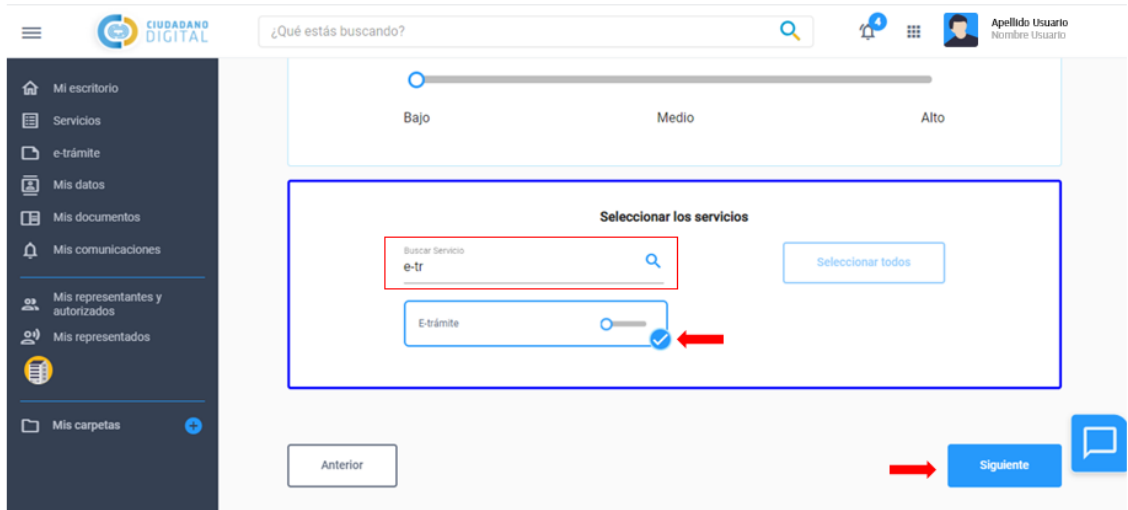 CIUDADANO
DIGITAL
¿Qué estás buscando?
4
Apellido Usuario
Nombre Usuario
Mi escritorio
Servicios
e-trámite
Mis datos
Mis documentos
Mis comunicaciones
Mis representantes y
autorizados
Mis representados
Mis carpetas
Bajo
Medio
Alto
Seleccionar los servicios
Buscar Servicio
e-tr
Seleccionar todos
E-trámite
Anterior
Siguiente